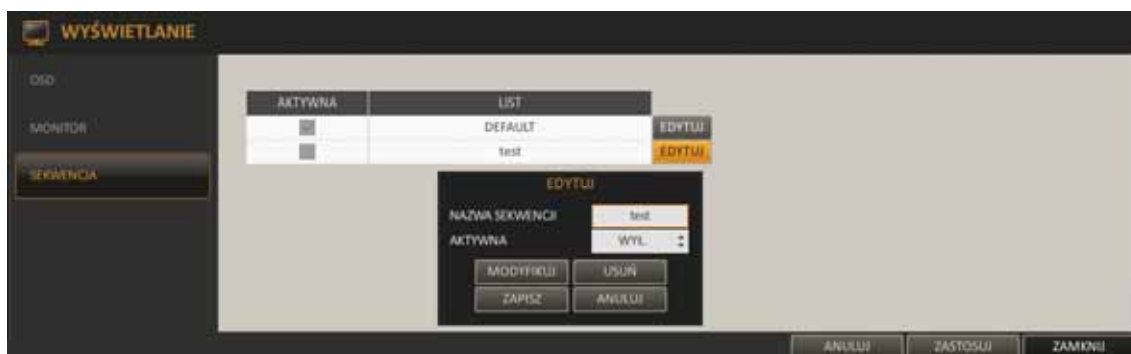 WYŚWIETLANIE
OSD
MONITOR
SEKWENCJA
AKTYWNA LIST
DEFAULT EDYTUJ
test EDYTUJ
EDYTUJ
NAZWA SEKWENCJI test
AKTYWNA WYŁ.
MODYFIKUJ USUŃ
ZAPISZ ANULUJ
ANULUJ ZASTOSUJ ZAMKNIJ